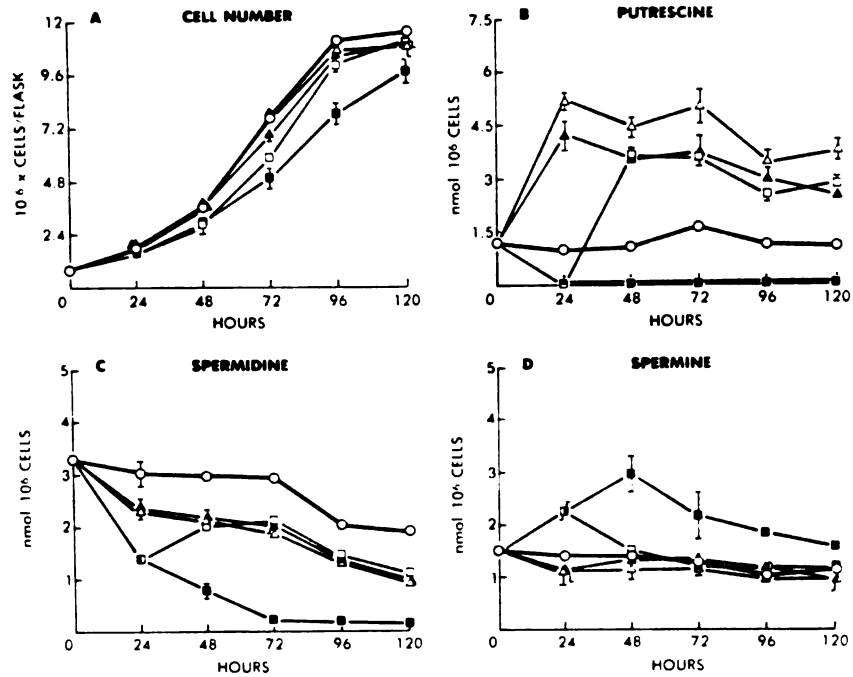 A CELL NUMBER
10⁶ x CELLS/FLASK
12
9.6
7.2
4.8
2.4
0 24 48 72 96 120
HOURS
B PUTRESCINE
nmol 10⁶ CELLS
7.5
6
4.5
3
1.5
0 24 48 72 96 120
HOURS
C SPERMIDINE
nmol 10⁶ CELLS
5
4
3
2
1
0 24 48 72 96 120
HOURS
D SPERMINE
nmol 10⁶ CELLS
5
4
3
2
1
0 24 48 72 96 120
HOURS